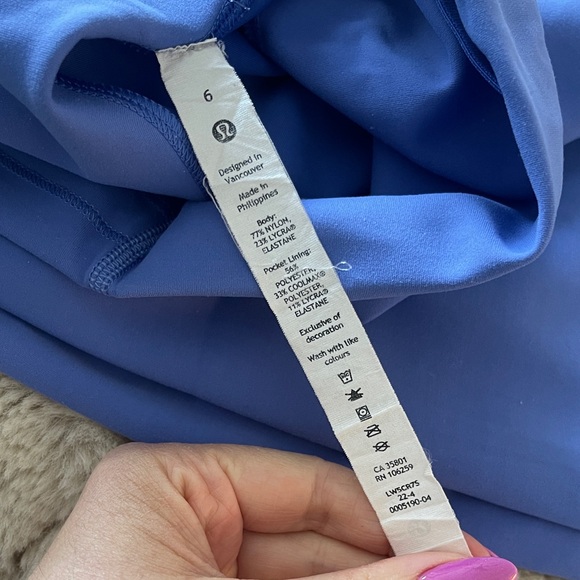 6
Designed in
Vancouver
Made in
Philippines
Body:
77% NYLON,
23% LYCRA®
ELASTANE
Pocket Lining:
56%
POLYESTER,
33% COOLMAX®
POLYESTER,
11% LYCRA®
ELASTANE
Exclusive of
decoration
Wash with like
colours
CA 35801
RN 106259
LW5CR7S
22-4
0005190-04